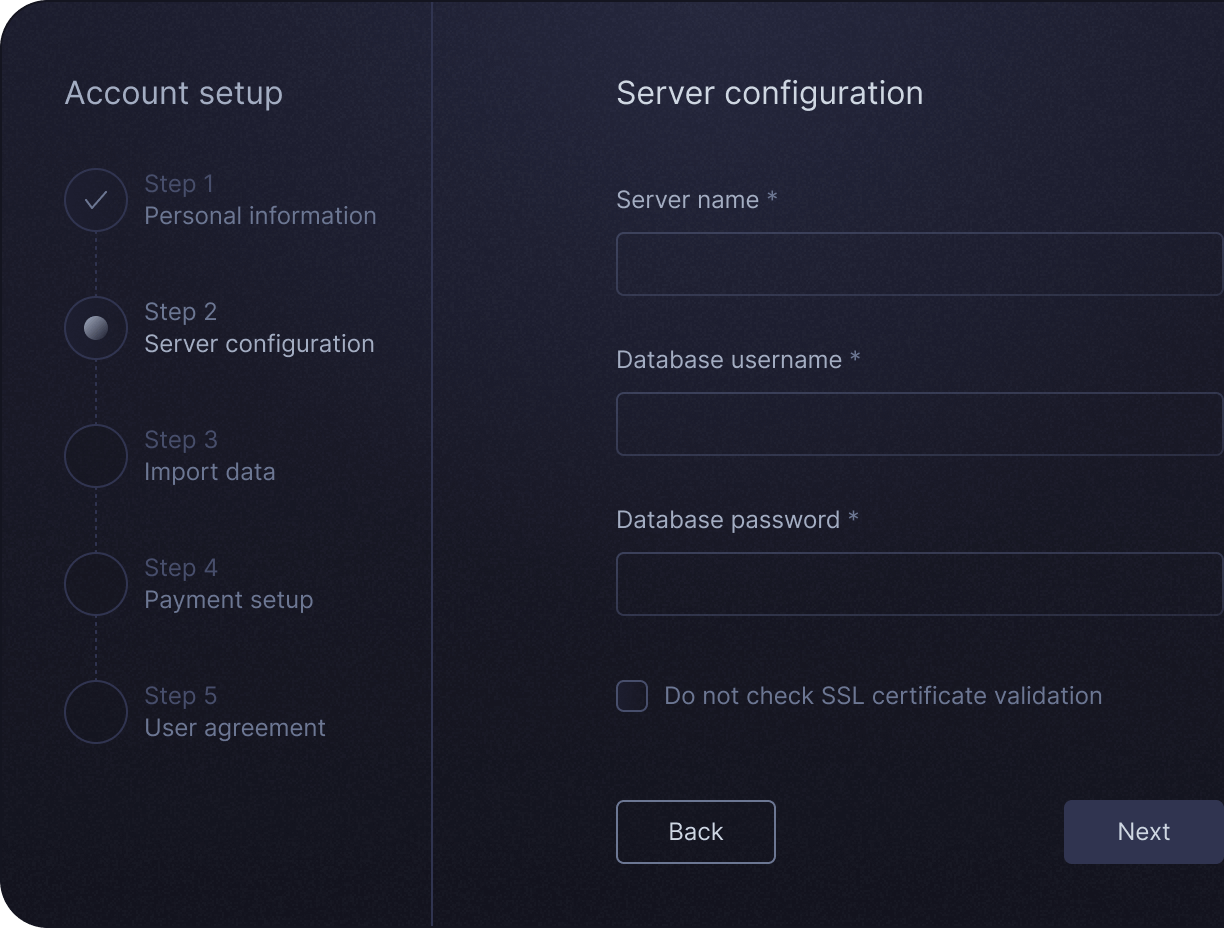 Account setup
Step 1
Personal information
Step 2
Server configuration
Step 3
Import data
Step 4
Payment setup
Step 5
User agreement
Server configuration
Server name *
Database username *
Database password *
Do not check SSL certificate validation
Back
Next